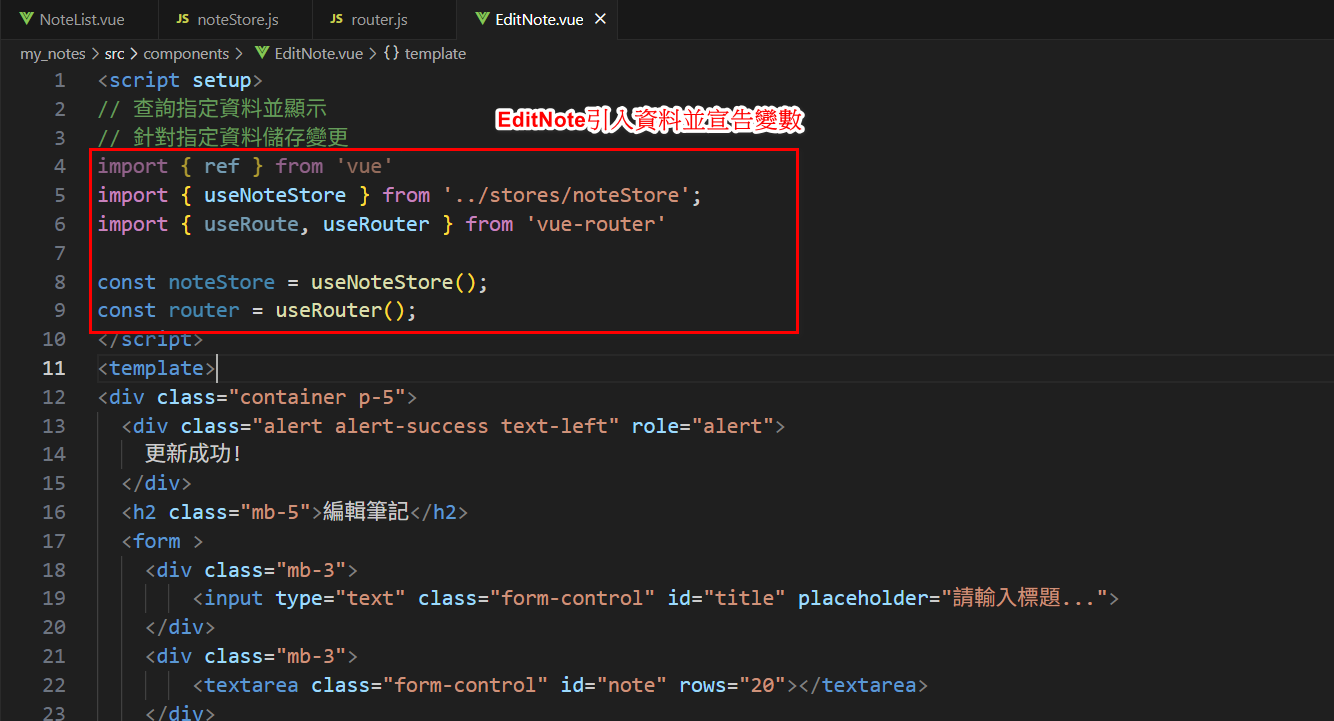 NoteList.vue JS noteStore.js JS router.js EditNote.vue ×
my_notes > src > components > EditNote.vue > {} template
1 <script setup>
2 // 查詢指定資料並顯示
EditNote引入資料並宣告變數
3 // 針對指定資料儲存變更
4 import { ref } from 'vue'
5 import { useNoteStore } from '../stores/noteStore';
6 import { useRoute, useRouter } from 'vue-router'
7
8 const noteStore = useNoteStore();
9 const router = useRouter();
10 </script>
11 <template>
12 <div class="container p-5">
13 <div class="alert alert-success text-left" role="alert">
14 更新成功!
15 </div>
16 <h2 class="mb-5">編輯筆記</h2>
17 <form >
18 <div class="mb-3">
19 <input type="text" class="form-control" id="title" placeholder="請輸入標題...">
20 </div>
21 <div class="mb-3">
22 <textarea class="form-control" id="note" rows="20"></textarea>
23 </div>